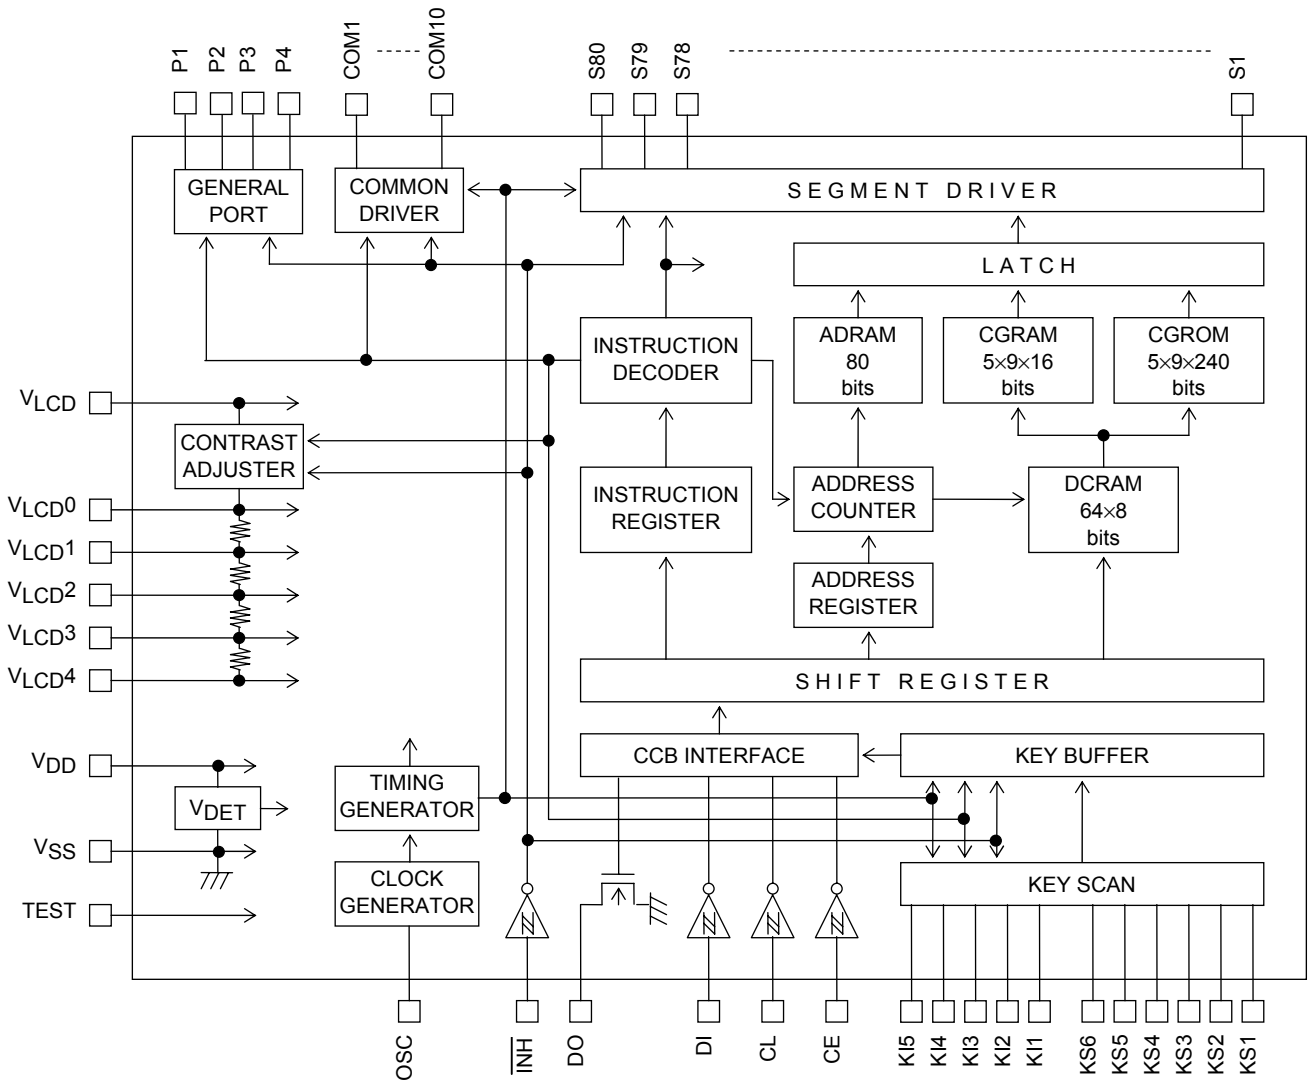 P1
P2
P3
P4
COM1
COM10
S80
S79
S78
S1
GENERAL
PORT
COMMON
DRIVER
SEGMENT DRIVER
LATCH
INSTRUCTION
DECODER
ADRAM
80
bits
CGRAM
5×9×16
bits
CGROM
5×9×240
bits
VLCD
CONTRAST
ADJUSTER
INSTRUCTION
REGISTER
ADDRESS
COUNTER
DCRAM
64×8
bits
VLCD0
VLCD1
VLCD2
VLCD3
VLCD4
ADDRESS
REGISTER
SHIFT REGISTER
CCB INTERFACE
KEY BUFFER
VDD
VDET
VSS
TEST
TIMING
GENERATOR
CLOCK
GENERATOR
KEY SCAN
OSC
INH
DO
DI
CL
CE
KI5
KI4
KI3
KI2
KI1
KS6
KS5
KS4
KS3
KS2
KS1